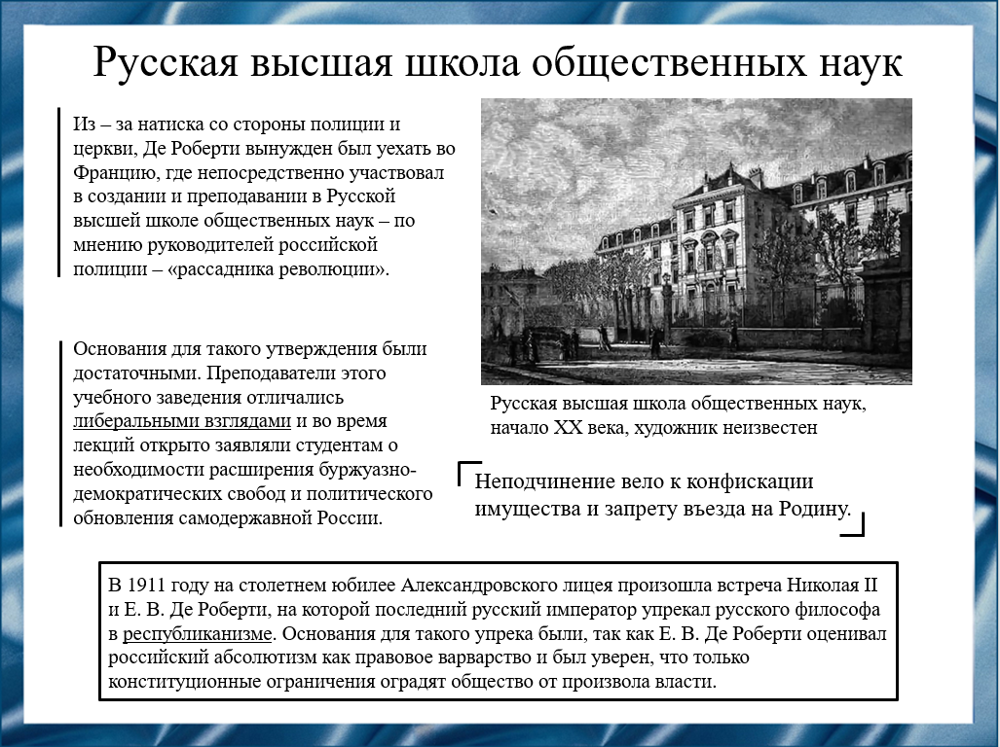 Русская высшая школа общественных наук
Из – за натиска со стороны полиции и
церкви, Де Роберти вынужден был уехать во
Францию, где непосредственно участвовал
в создании и преподавании в Русской
высшей школе общественных наук – по
мнению руководителей российской
полиции – «рассадника революции».
Основания для такого утверждения были
достаточными. Преподаватели этого
учебного заведения отличались
либеральными взглядами и во время
лекций открыто заявляли студентам о
необходимости расширения буржуазно-
демократических свобод и политического
обновления самодержавной России.
Русская высшая школа общественных наук,
начало XX века, художник неизвестен
Неподчинение вело к конфискации
имущества и запрету въезда на Родину.
В 1911 году на столетнем юбилее Александровского лицея произошла встреча Николая II
и Е. В. Де Роберти, на которой последний русский император упрекал русского философа
в республиканизме. Основания для такого упрека были, так как Е. В. Де Роберти оценивал
российский абсолютизм как правовое варварство и был уверен, что только
конституционные ограничения оградят общество от произвола власти.